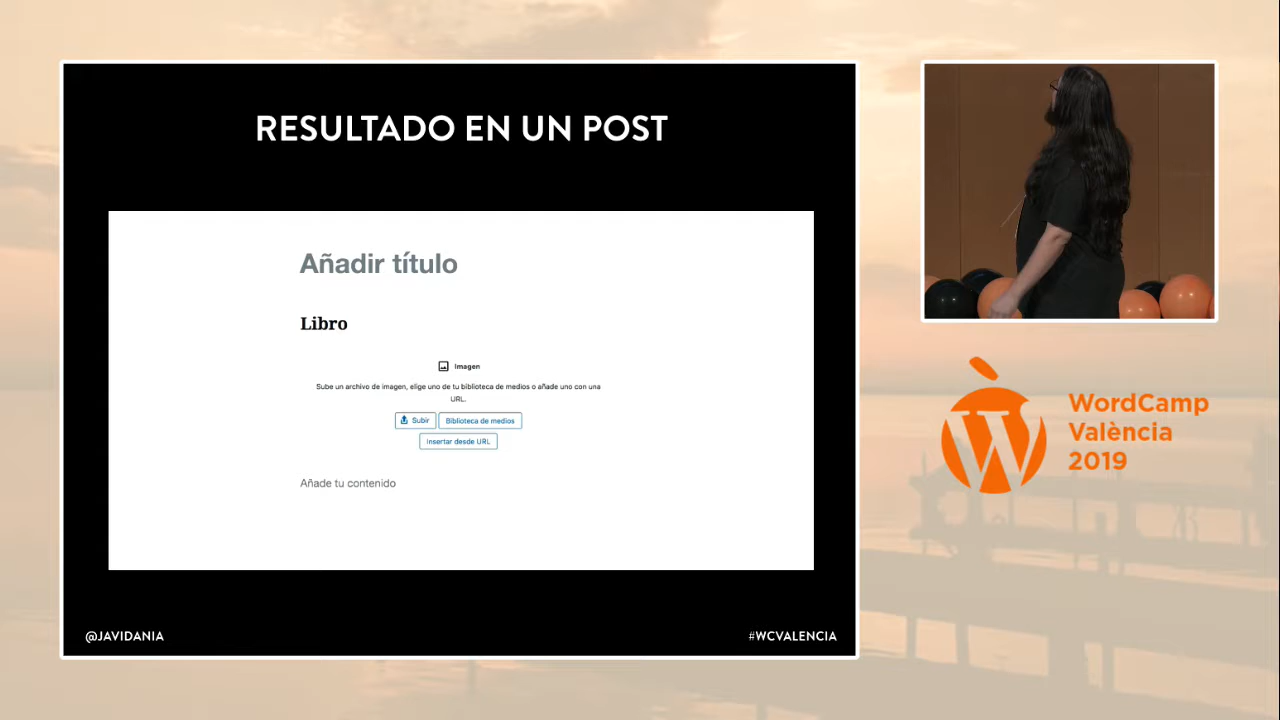 RESULTADO EN UN POST
Añadir título
Libro
Imagen
Sube un archivo de imagen, elige uno de tu biblioteca de medios o añade uno con una
URL.
Subir
Biblioteca de medios
Insertar desde URL
Añade tu contenido
@JAVIDANIA
#WCVALENCIA
WordCamp
València
2019